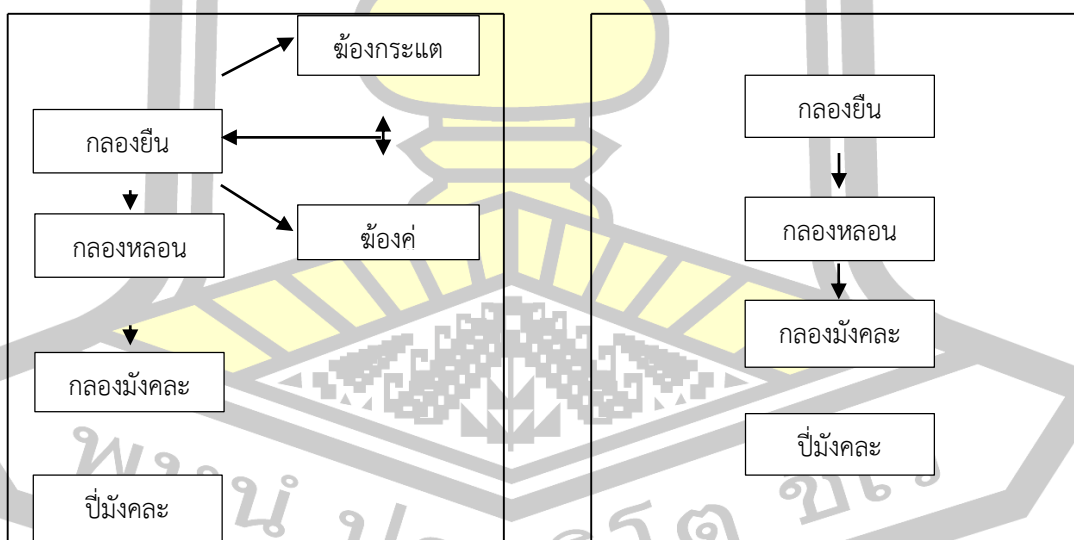 ฆ้องกระแต
กลองยืน
กลองหลอน
ฆ้องคู่
กลองมังคละ
ปี่มังคละ
กลองยืน
กลองหลอน
กลองมังคละ
ปี่มังคละ